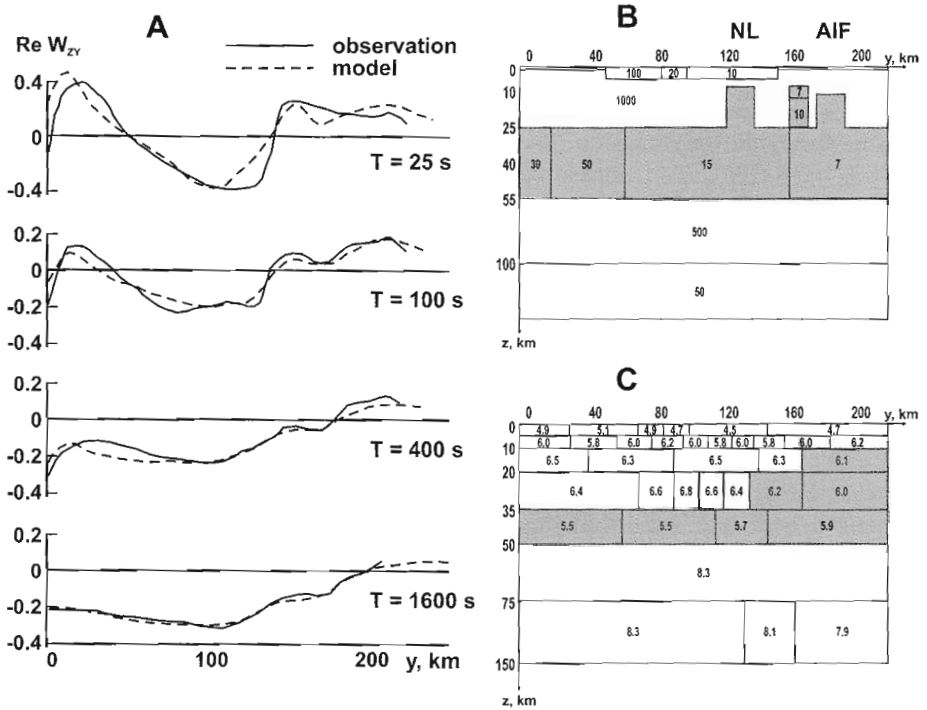 A
Re W_ZY
observation
model
0.4
0
-0.4
T = 25 s
0.2
0
-0.2
-0.4
T = 100 s
0.2
0
-0.2
-0.4
T = 400 s
0.2
0
-0.2
-0.4
T = 1600 s
0 100 200 y, km
B
NL AIF
0 40 80 120 160 200 y, km
0
10
25
40
55
100
z, km
100 20 10
1000
7
10
30 50 15 7
500
50
C
0 40 80 120 160 200 y, km
0
10
20
35
50
75
150
z, km
4.9 5.1 4.9 4.7 4.5 4.7
6.0 5.8 6.0 6.2 6.0 5.8 6.0 5.8 6.0 6.2
6.5 6.3 6.5 6.3 6.1
6.4 6.6 6.8 6.6 6.4 6.2 6.0
5.5 5.5 5.7 5.9
8.3
8.3 8.1 7.9